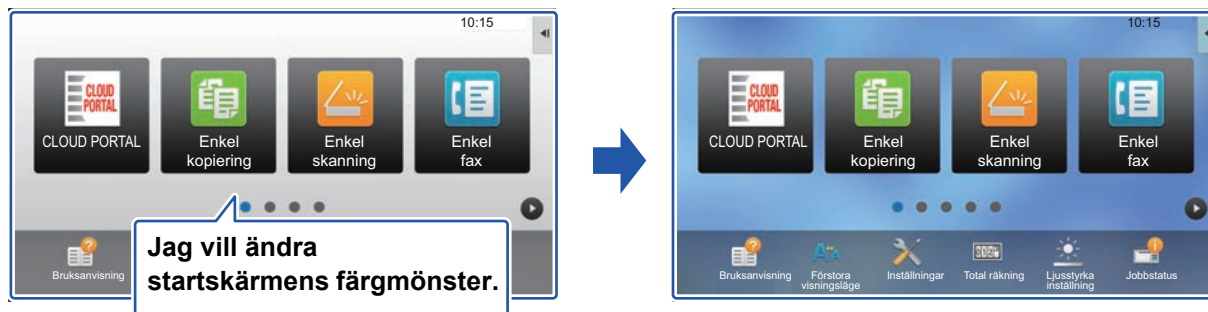 10:15
CLOUD
PORTAL
CLOUD PORTAL
Enkel
kopiering
Enkel
skanning
Enkel
fax
Bruksanvisning
Jag vill ändra
startskärmens färgmönster.
10:15
CLOUD
PORTAL
CLOUD PORTAL
Enkel
kopiering
Enkel
skanning
Enkel
fax
Bruksanvisning
Förstora
visningsläge
Inställningar
Total räkning
Ljusstyrka
inställning
Jobbstatus